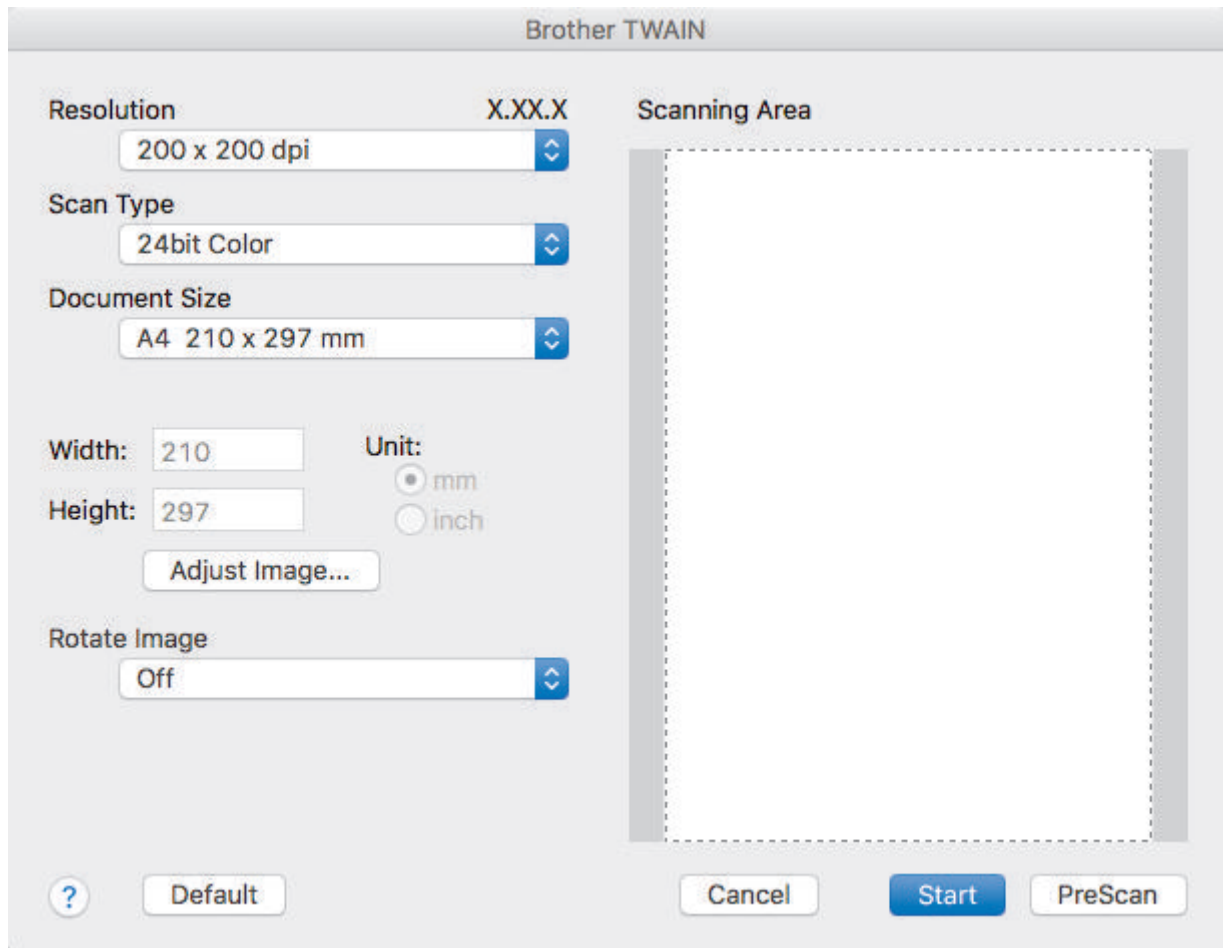 Brother TWAIN
Resolution X.XX.X
200 x 200 dpi
Scan Type
24bit Color
Document Size
A4 210 x 297 mm
Width: 210
Height: 297
Unit:
mm
inch
Adjust Image...
Rotate Image
Off
Scanning Area
? Default Cancel Start PreScan